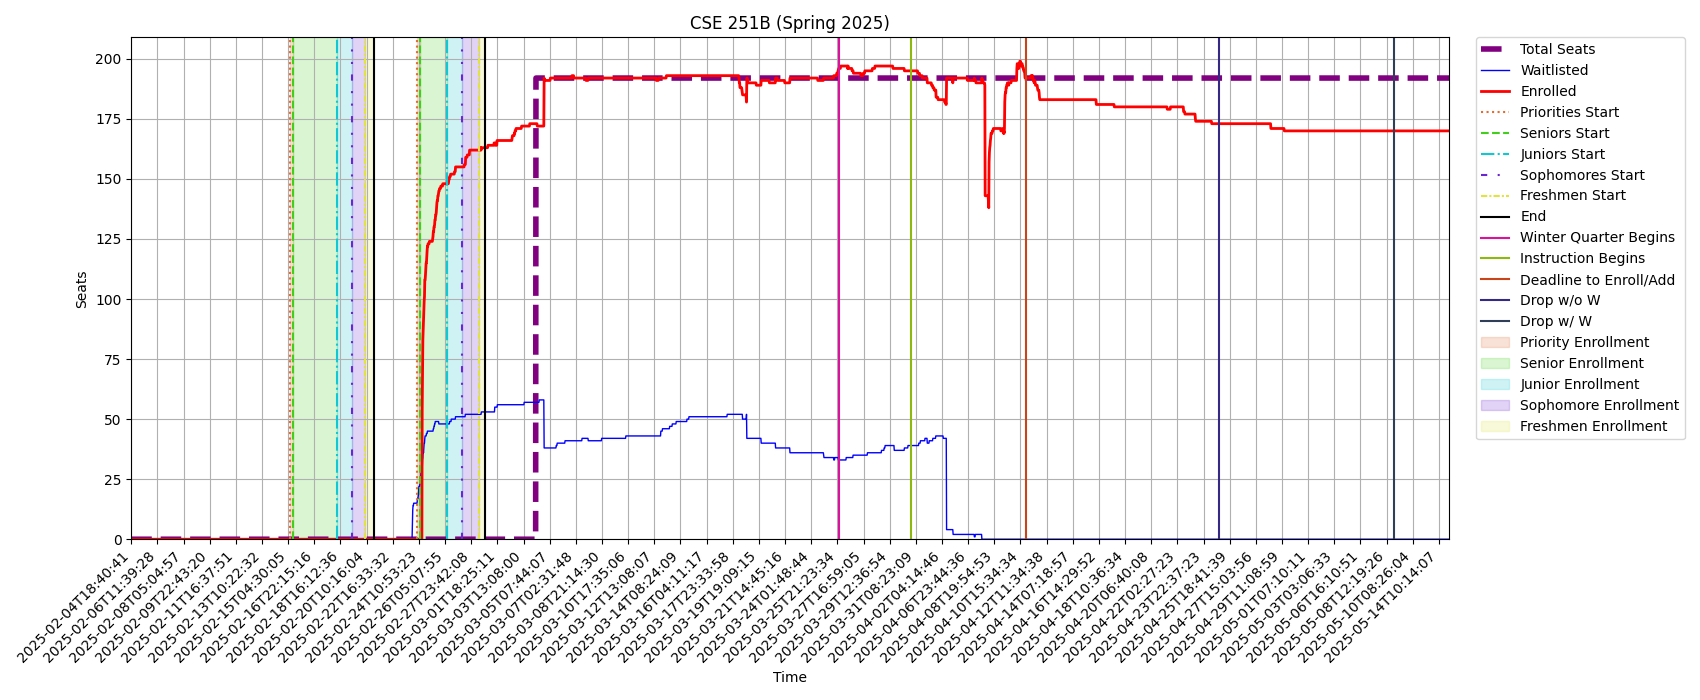 CSE 251B (Spring 2025)
Seats
200
175
150
125
100
75
50
25
0
2025-02-04T18:40:41
2025-02-06T11:39:28
2025-02-08T05:04:57
2025-02-09T22:43:20
2025-02-11T16:37:51
2025-02-13T10:22:32
2025-02-15T04:30:05
2025-02-16T22:15:16
2025-02-18T16:12:36
2025-02-20T10:16:04
2025-02-22T16:33:32
2025-02-24T10:53:23
2025-02-26T05:07:55
2025-02-27T23:42:08
2025-03-01T18:25:11
2025-03-03T13:08:00
2025-03-05T07:44:07
2025-03-07T02:31:48
2025-03-08T21:14:30
2025-03-10T17:35:06
2025-03-12T13:08:07
2025-03-14T08:24:09
2025-03-16T04:11:17
2025-03-17T23:33:58
2025-03-19T19:09:15
2025-03-21T14:45:16
2025-03-24T01:48:44
2025-03-25T21:23:34
2025-03-27T16:59:05
2025-03-29T12:36:54
2025-03-31T08:23:09
2025-04-02T04:14:46
2025-04-06T23:44:36
2025-04-08T19:54:53
2025-04-10T15:34:34
2025-04-12T11:34:38
2025-04-14T07:18:57
2025-04-16T14:29:52
2025-04-18T10:36:34
2025-04-20T06:40:08
2025-04-22T02:27:23
2025-04-23T22:37:23
2025-04-25T18:41:39
2025-04-27T15:03:56
2025-04-29T11:08:59
2025-05-01T07:10:11
2025-05-03T03:06:33
2025-05-06T16:10:51
2025-05-08T12:19:26
2025-05-10T08:26:04
2025-05-14T10:14:07
Time
Total Seats
Waitlisted
Enrolled
Priorities Start
Seniors Start
Juniors Start
Sophomores Start
Freshmen Start
End
Winter Quarter Begins
Instruction Begins
Deadline to Enroll/Add
Drop w/o W
Drop w/ W
Priority Enrollment
Senior Enrollment
Junior Enrollment
Sophomore Enrollment
Freshmen Enrollment